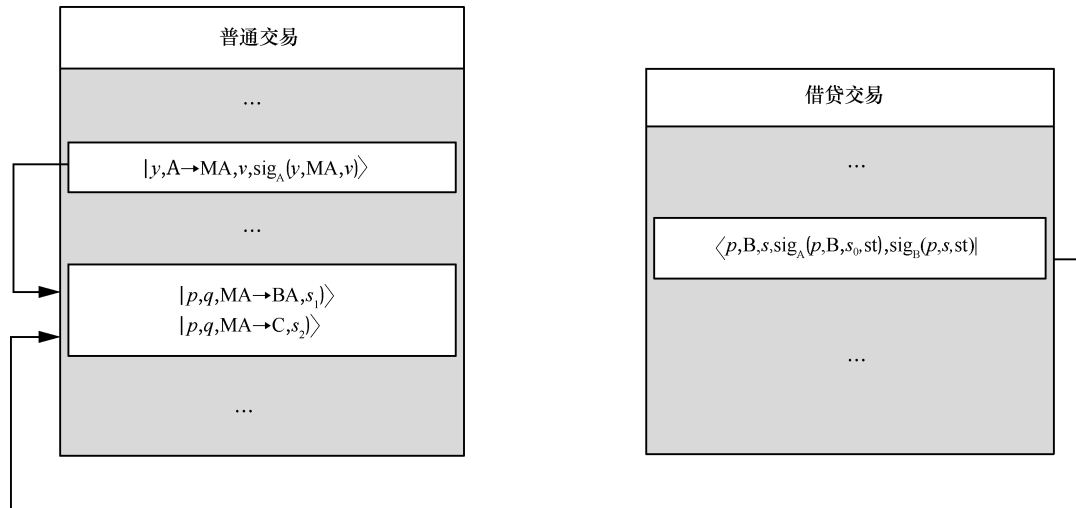 普通交易
…
|y,A→MA,v,sig_A(y,MA,v)⟩
…
|p,q,MA→BA,s_1)⟩
|p,q,MA→C,s_2)⟩
…
借贷交易
…
⟨p,B,s,sig_A(p,B,s_0,st),sig_B(p,s,st)|
…